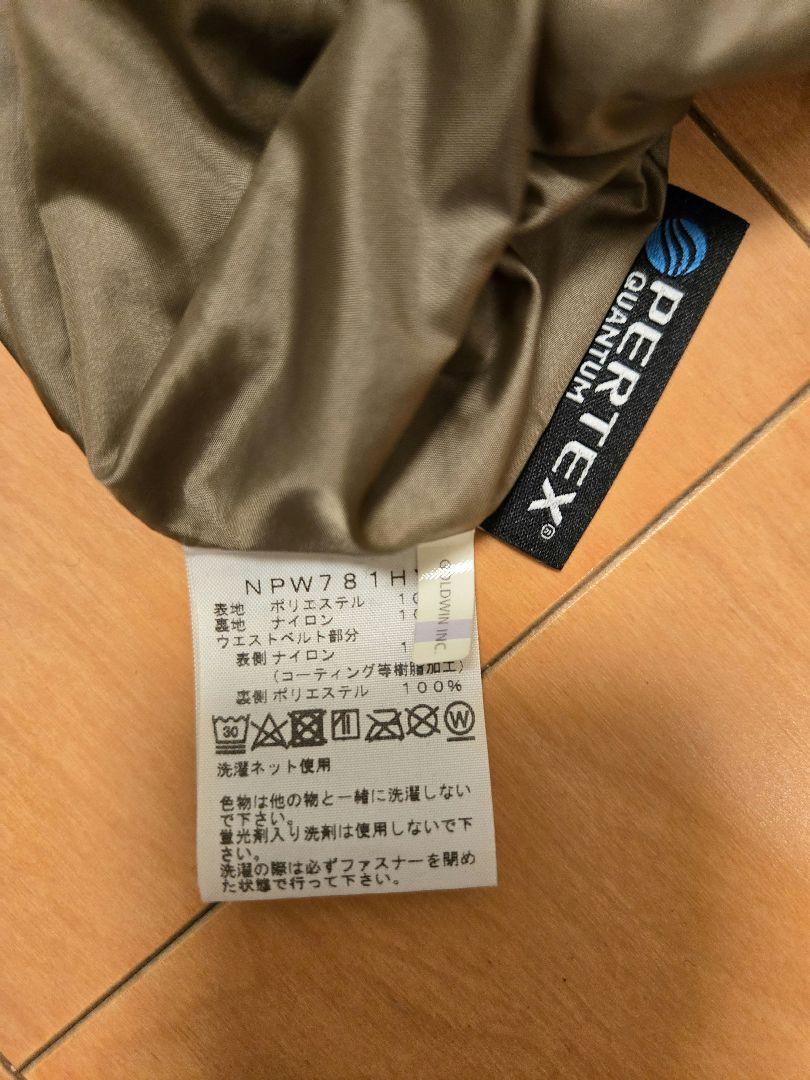 PERTEX®
QUANTUM
GOLDWIN INC.
NPW781H
表地 ポリエステル
裏地 ナイロン
ウエストベルト部分
表側 ナイロン
(コーティング等樹脂加工)
裏側 ポリエステル 100%
30
W
洗濯ネット使用
色物は他の物と一緒に洗濯しない
で下さい。
蛍光剤入り洗剤は使用しないで下
さい。
洗濯の際は必ずファスナーを閉め
た状態で行って下さい。